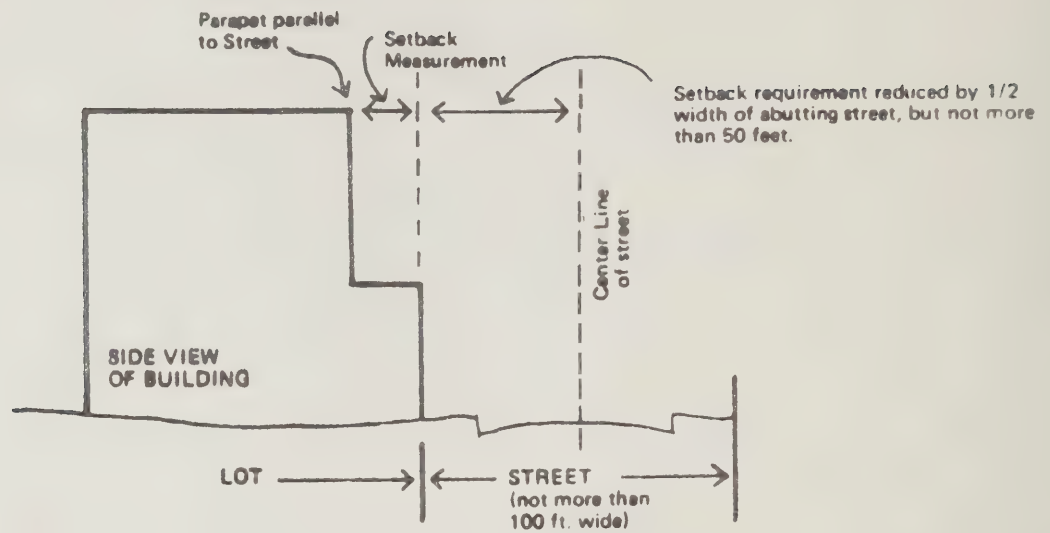 Parapet parallel
to Street
Setback
Measurement
Setback requirement reduced by 1/2
width of abutting street, but not more
than 50 feet.
Center Line
of street
SIDE VIEW
OF BUILDING
LOT
STREET
(not more than
100 ft. wide)